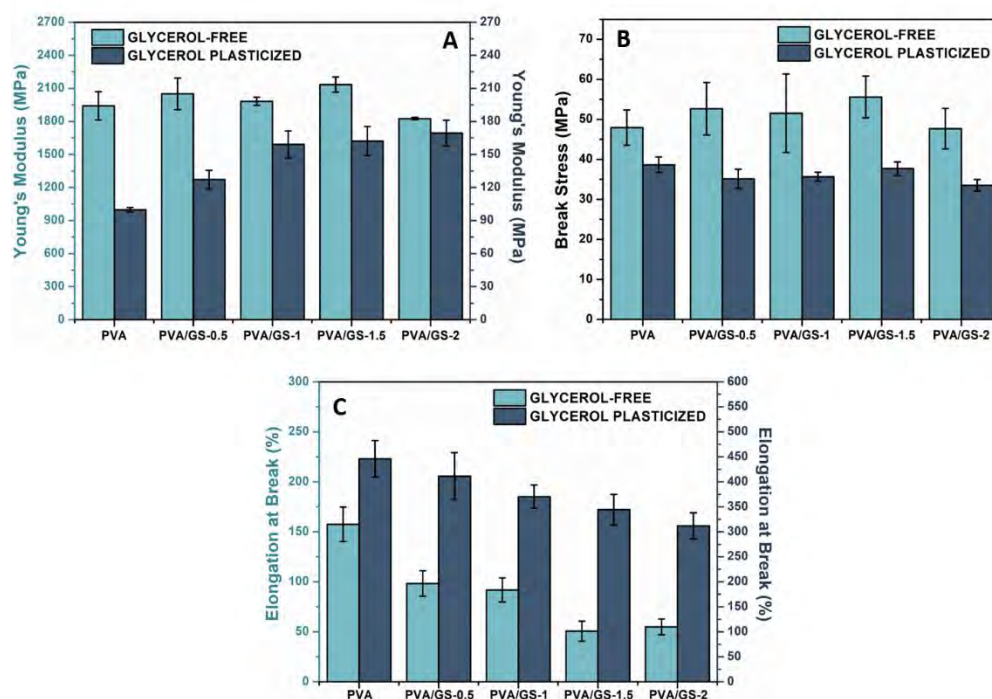 A
GLYCEROL-FREE
GLYCEROL PLASTICIZED
Young's Modulus (MPa)
2700
2400
2100
1800
1500
1200
900
600
300
0
270
240
210
180
150
120
90
60
30
0
Young's Modulus (MPa)
PVA PVA/GS-0.5 PVA/GS-1 PVA/GS-1.5 PVA/GS-2
B
GLYCEROL-FREE
GLYCEROL PLASTICIZED
Break Stress (MPa)
70
60
50
40
30
20
10
0
PVA PVA/GS-0.5 PVA/GS-1 PVA/GS-1.5 PVA/GS-2
C
GLYCEROL-FREE
GLYCEROL PLASTICIZED
Elongation at Break (%)
300
250
200
150
100
50
0
600
550
500
450
400
350
300
250
200
150
100
50
0
Elongation at Break (%)
PVA PVA/GS-0.5 PVA/GS-1 PVA/GS-1.5 PVA/GS-2